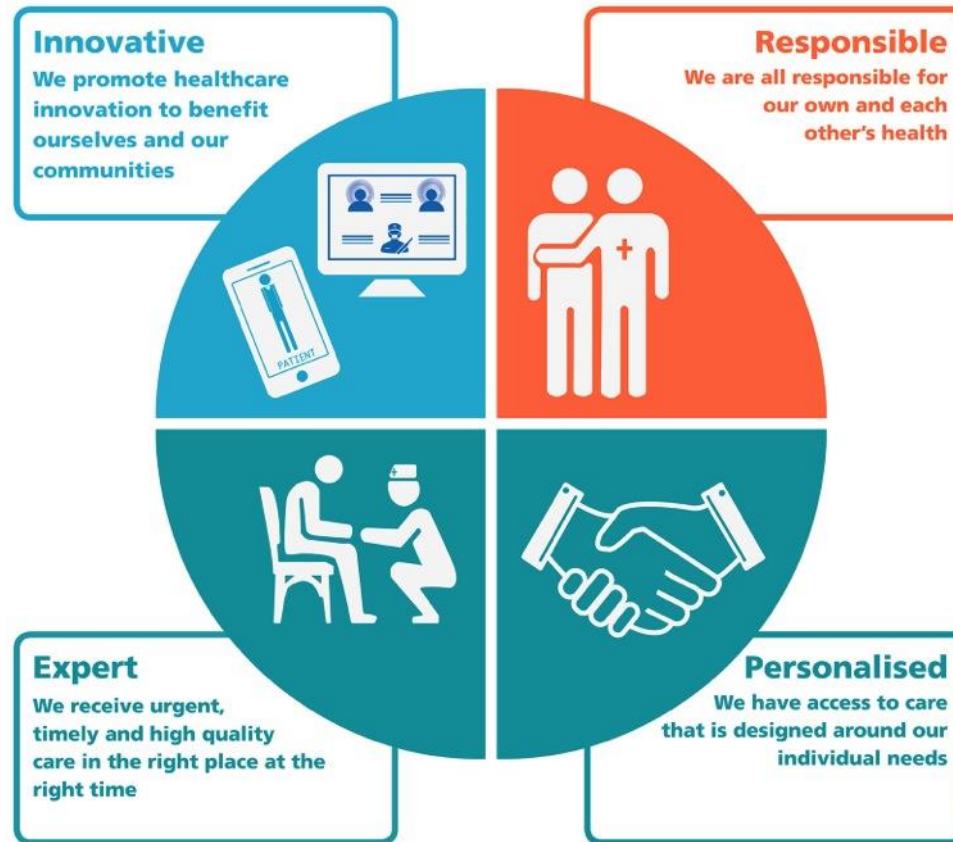 Innovative
We promote healthcare
innovation to benefit
ourselves and our
communities
Responsible
We are all responsible for
our own and each
other's health
PATIENT
Expert
We receive urgent,
timely and high quality
care in the right place at the
right time
Personalised
We have access to care
that is designed around our
individual needs